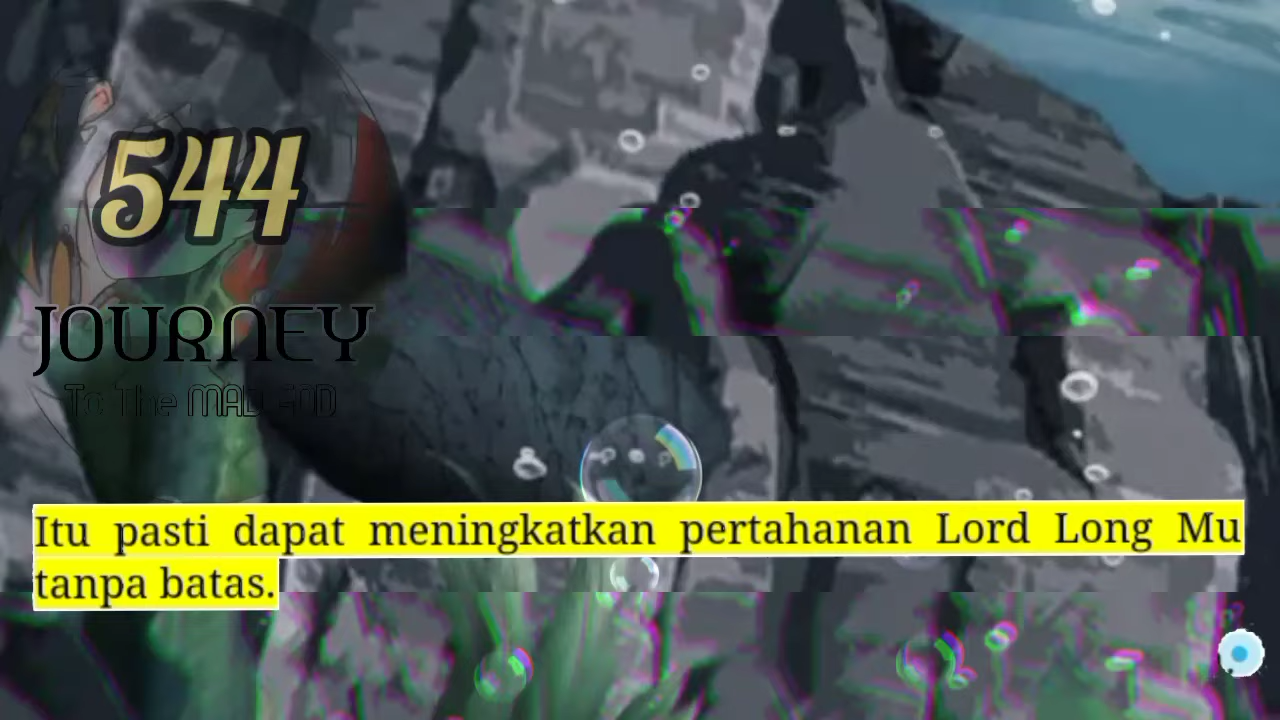 544
JOURNEY
To The MAD GOD
Itu pasti dapat meningkatkan pertahanan Lord Long Mu
tanpa batas.